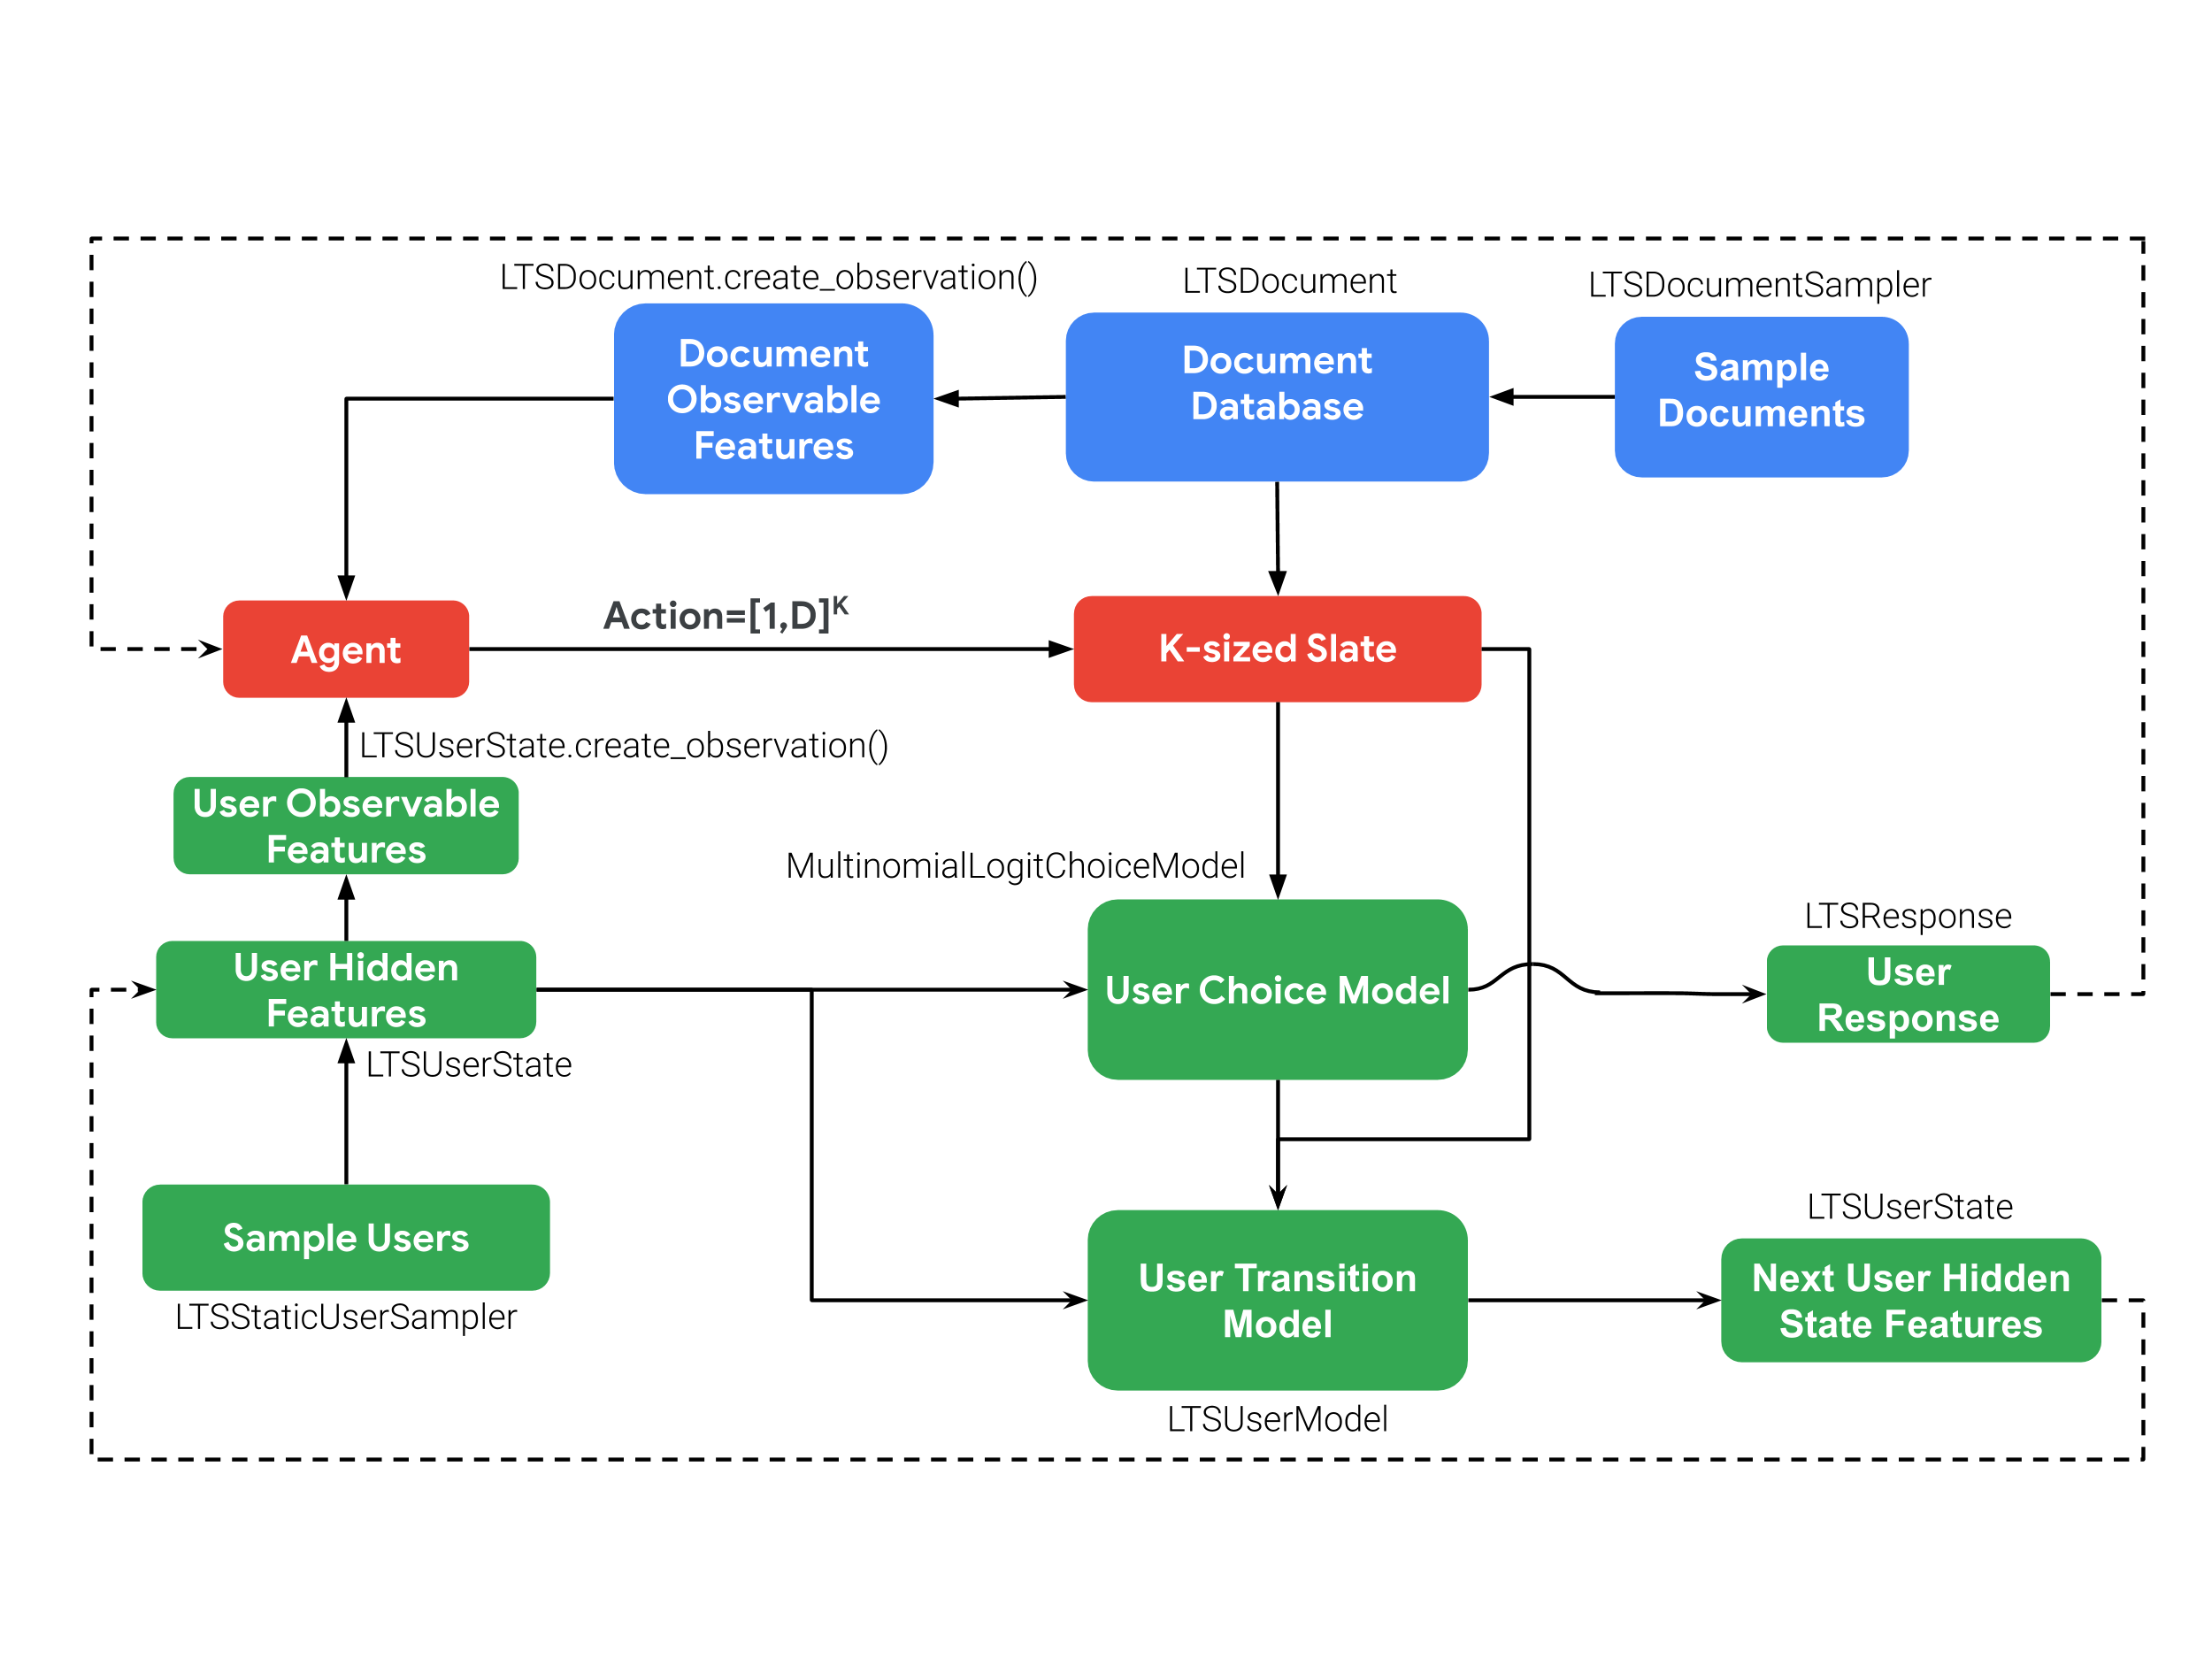 LTSDocument.create_observation()
LTSDocument
LTSDocumentSampler
Document
Observable
Features
Document
Database
Sample
Documents
Action=[1,D]ᴷ
Agent
K-sized Slate
LTSUserState.create_observation()
User Observable
Features
MultinomialLogitChoiceModel
LTSResponse
User Hidden
Features
User Choice Model
User
Response
LTSUserState
LTSUserState
Sample Users
User Transition
Model
Next User Hidden
State Features
LTSStaticUserSampler
LTSUserModel